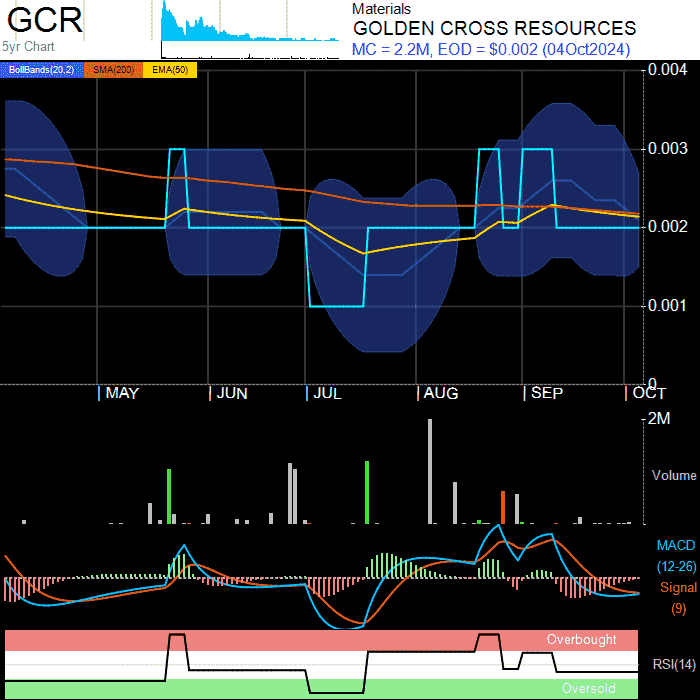 GCR
5yr Chart
Materials
GOLDEN CROSS RESOURCES
MC = 2.2M, EOD = $0.002 (04Oct2024)
BollBands(20,2) SMA(200) EMA(50)
0.004
0.003
0.002
0.001
0
MAY JUN JUL AUG SEP OCT
2M
Volume
MACD
(12-26)
Signal
(9)
Overbought
RSI(14)
Oversold